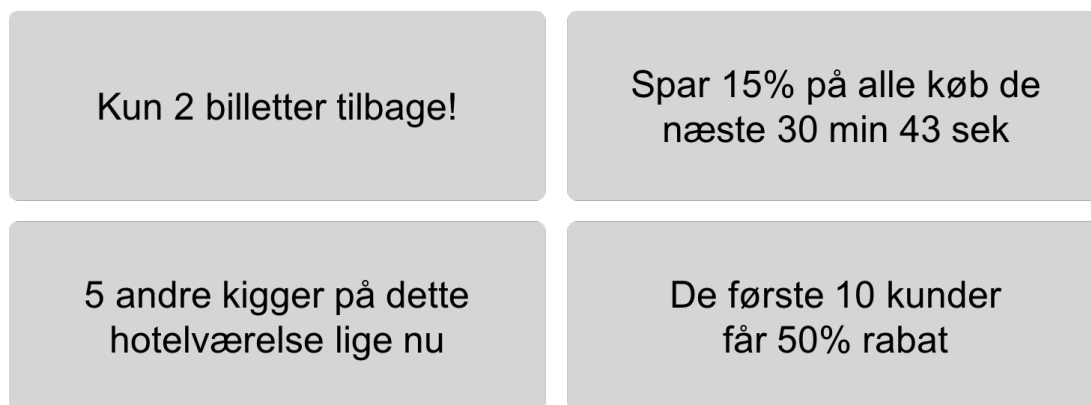 Kun 2 billetter tilbage!
Spar 15% på alle køb de
næste 30 min 43 sek
5 andre kigger på dette
hotelværelse lige nu
De første 10 kunder
får 50% rabat